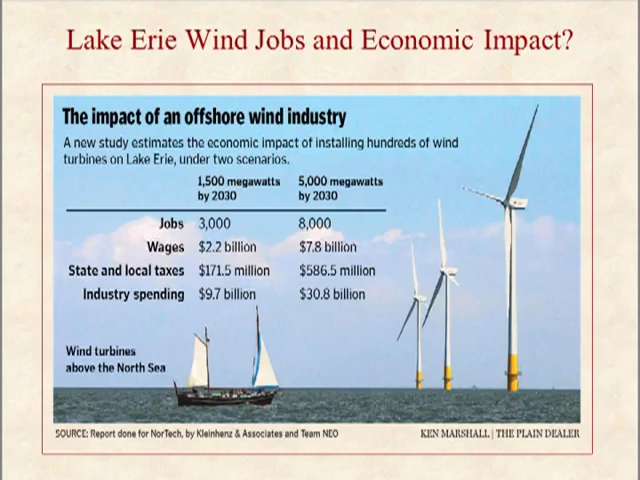 Lake Erie Wind Jobs and Economic Impact?
The impact of an offshore wind industry
A new study estimates the economic impact of installing hundreds of wind
turbines on Lake Erie, under two scenarios.
1,500 megawatts 5,000 megawatts
by 2030 by 2030
Jobs 3,000 8,000
Wages $2.2 billion $7.8 billion
State and local taxes $171.5 million $586.5 million
Industry spending $9.7 billion $30.8 billion
Wind turbines
above the North Sea
SOURCE: Report done for NorTech, by Kleinhenz & Associates and Team NEO KEN MARSHALL | THE PLAIN DEALER